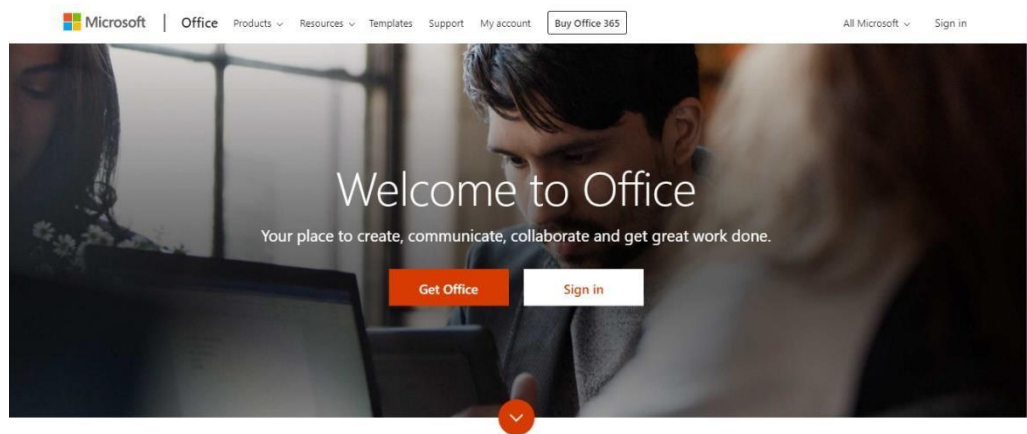 Microsoft Office Products Resources Templates Support My account Buy Office 365 All Microsoft Sign in
Welcome to Office
Your place to create, communicate, collaborate and get great work done.
Get Office Sign in